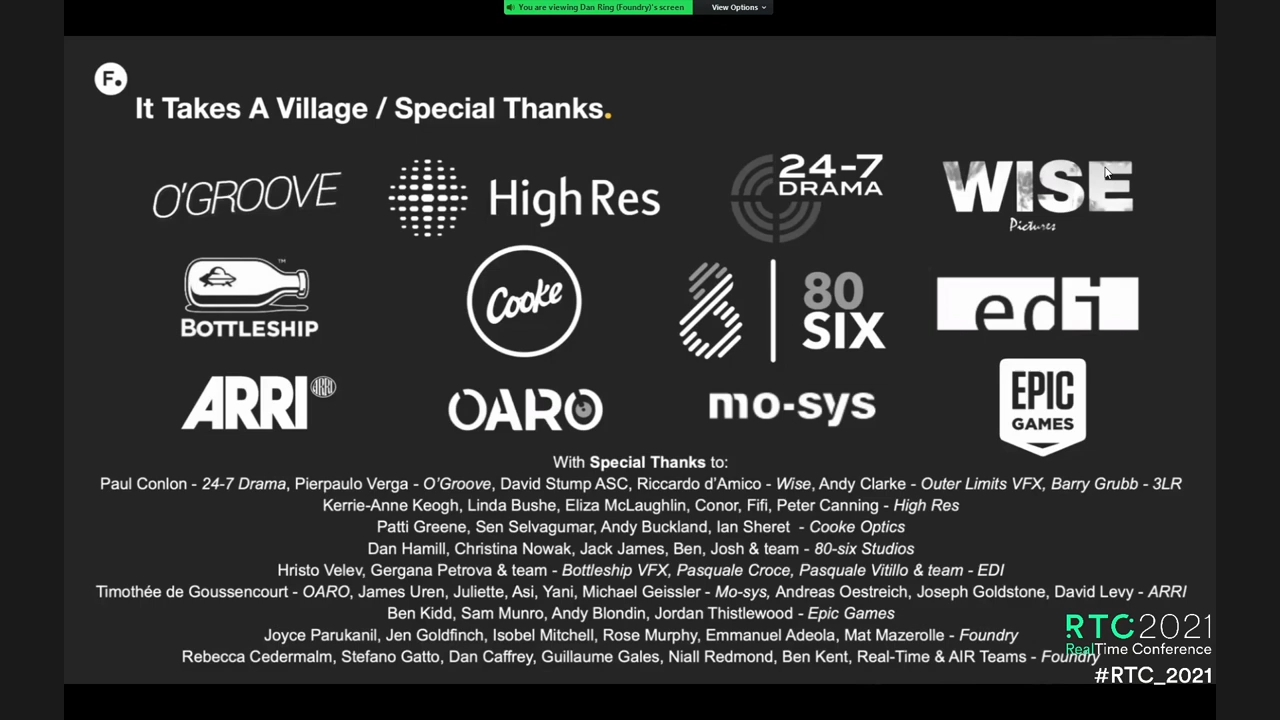 You are viewing Dan Ring (Foundry)'s screen View Options
F.
It Takes A Village / Special Thanks.
O'GROOVE
High Res
24-7 DRAMA
WISE Pictures
BOTTLESHIP™
Cooke
80 SIX
edi
ARRI ARRI
OARO
mo-sys
EPIC GAMES
With Special Thanks to:
Paul Conlon - 24-7 Drama, Pierpaulo Verga - O'Groove, David Stump ASC, Riccardo d'Amico - Wise, Andy Clarke - Outer Limits VFX, Barry Grubb - 3LR
Kerrie-Anne Keogh, Linda Bushe, Eliza McLaughlin, Conor, Fifi, Peter Canning - High Res
Patti Greene, Sen Selvagumar, Andy Buckland, Ian Sheret - Cooke Optics
Dan Hamill, Christina Nowak, Jack James, Ben, Josh & team - 80-six Studios
Hristo Velev, Gergana Petrova & team - Bottleship VFX, Pasquale Croce, Pasquale Vitillo & team - EDI
Timothée de Goussencourt - OARO, James Uren, Juliette, Asi, Yani, Michael Geissler - Mo-sys, Andreas Oestreich, Joseph Goldstone, David Levy - ARRI
Ben Kidd, Sam Munro, Andy Blondin, Jordan Thistlewood - Epic Games
Joyce Parukanil, Jen Goldfinch, Isobel Mitchell, Rose Murphy, Emmanuel Adeola, Mat Mazerolle - Foundry
Rebecca Cedermalm, Stefano Gatto, Dan Caffrey, Guillaume Gales, Niall Redmond, Ben Kent, Real-Time & AIR Teams - Foundry
RTC 2021
RealTime Conference
#RTC_2021